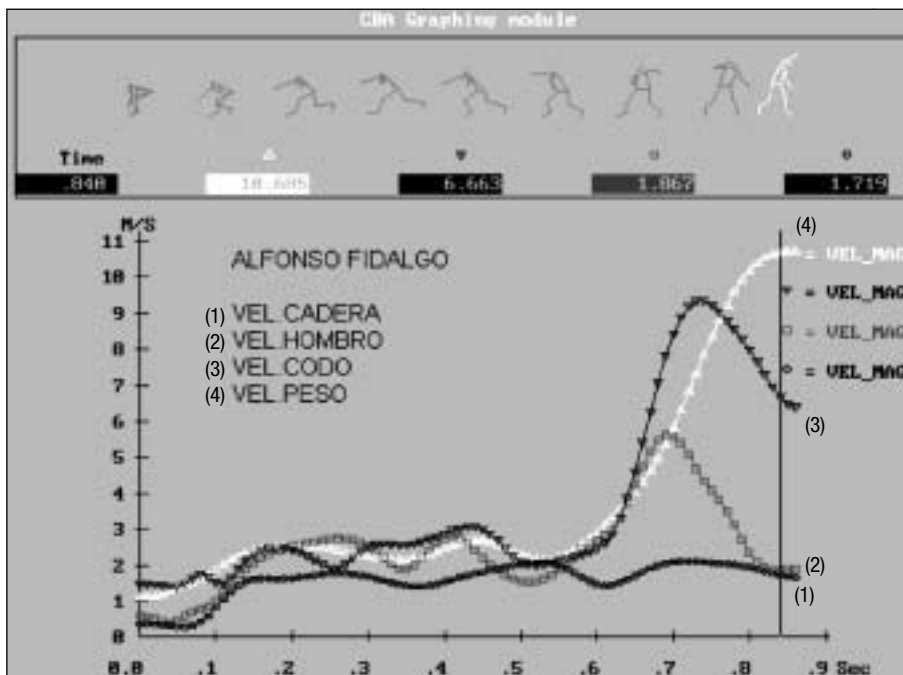 CDA Graphing module
Time
.840 10.685 6.663 1.867 1.719
M/S
11
10
9
8
7
6
5
4
3
2
1
0
ALFONSO FIDALGO
(1) VEL.CADERA
(2) VEL.HOMBRO
(3) VEL.CODO
(4) VEL.PESO
(4)
= VEL_MAG
= VEL_MAG
= VEL_MAG
= VEL_MAG
(3)
(2)
(1)
0.0 .1 .2 .3 .4 .5 .6 .7 .8 .9 Sec